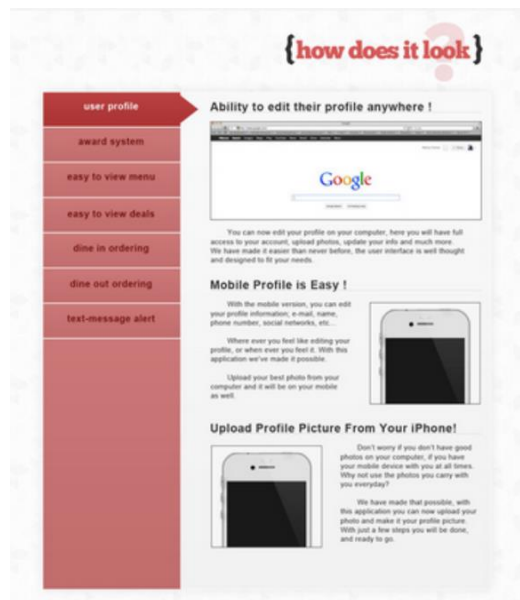 {how does it look}
?
user profile
award system
easy to view menu
easy to view deals
dine in ordering
dine out ordering
text-message alert
Ability to edit their profile anywhere !
Google
You can now edit your profile on your computer, here you will have full
access to your account, upload photos, update your info and much more.
We have made it easier than never before, the user interface is well thought
and designed to fit your needs.
Mobile Profile is Easy !
With the mobile version, you can edit
your profile information; e-mail, name,
phone number, social networks, etc...
Where ever you feel like editing your
profile, or when ever you feel it. With this
application we've made it possible.
Upload your best photo from your
computer and it will be on your mobile
as well.
Upload Profile Picture From Your iPhone!
Don't worry if you don't have good
photos on your computer, if you have
your mobile device with you at all times.
Why not use the photos you carry with
you everyday?
We have made that possible, with
this application you can now upload your
photo and make it your profile picture.
With just a few steps you will be done,
and ready to go.